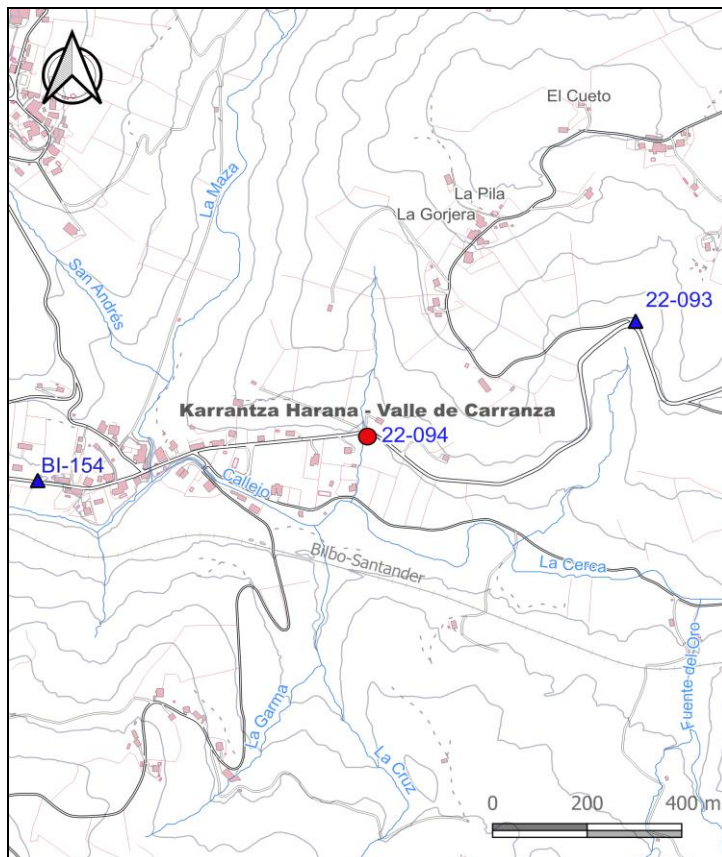 El Cueto
La Maza
La Pila
La Gorjera
San Andrés
22-093
Karrantza Harana - Valle de Carranza
22-094
BI-154
Callejo
Bilbo-Santander
La Cerca
Fuente del Oro
La Garma
La Cruz
0 200 400 m